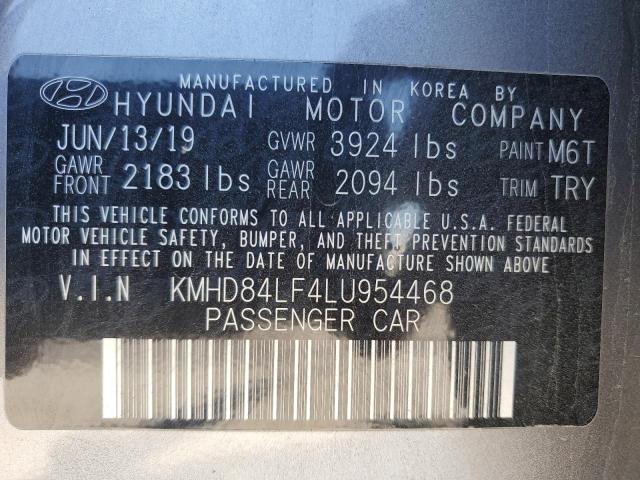 MANUFACTURED IN KOREA BY
HYUNDAI MOTOR COMPANY
JUN/13/19 GVWR 3924 lbs PAINT M6T
GAWR FRONT 2183 lbs GAWR REAR 2094 lbs TRIM TRY
THIS VEHICLE CONFORMS TO ALL APPLICABLE U.S.A. FEDERAL
MOTOR VEHICLE SAFETY, BUMPER, AND THEFT PREVENTION STANDARDS
IN EFFECT ON THE DATE OF MANUFACTURE SHOWN ABOVE
V.I.N KMHD84LF4LU954468
PASSENGER CAR